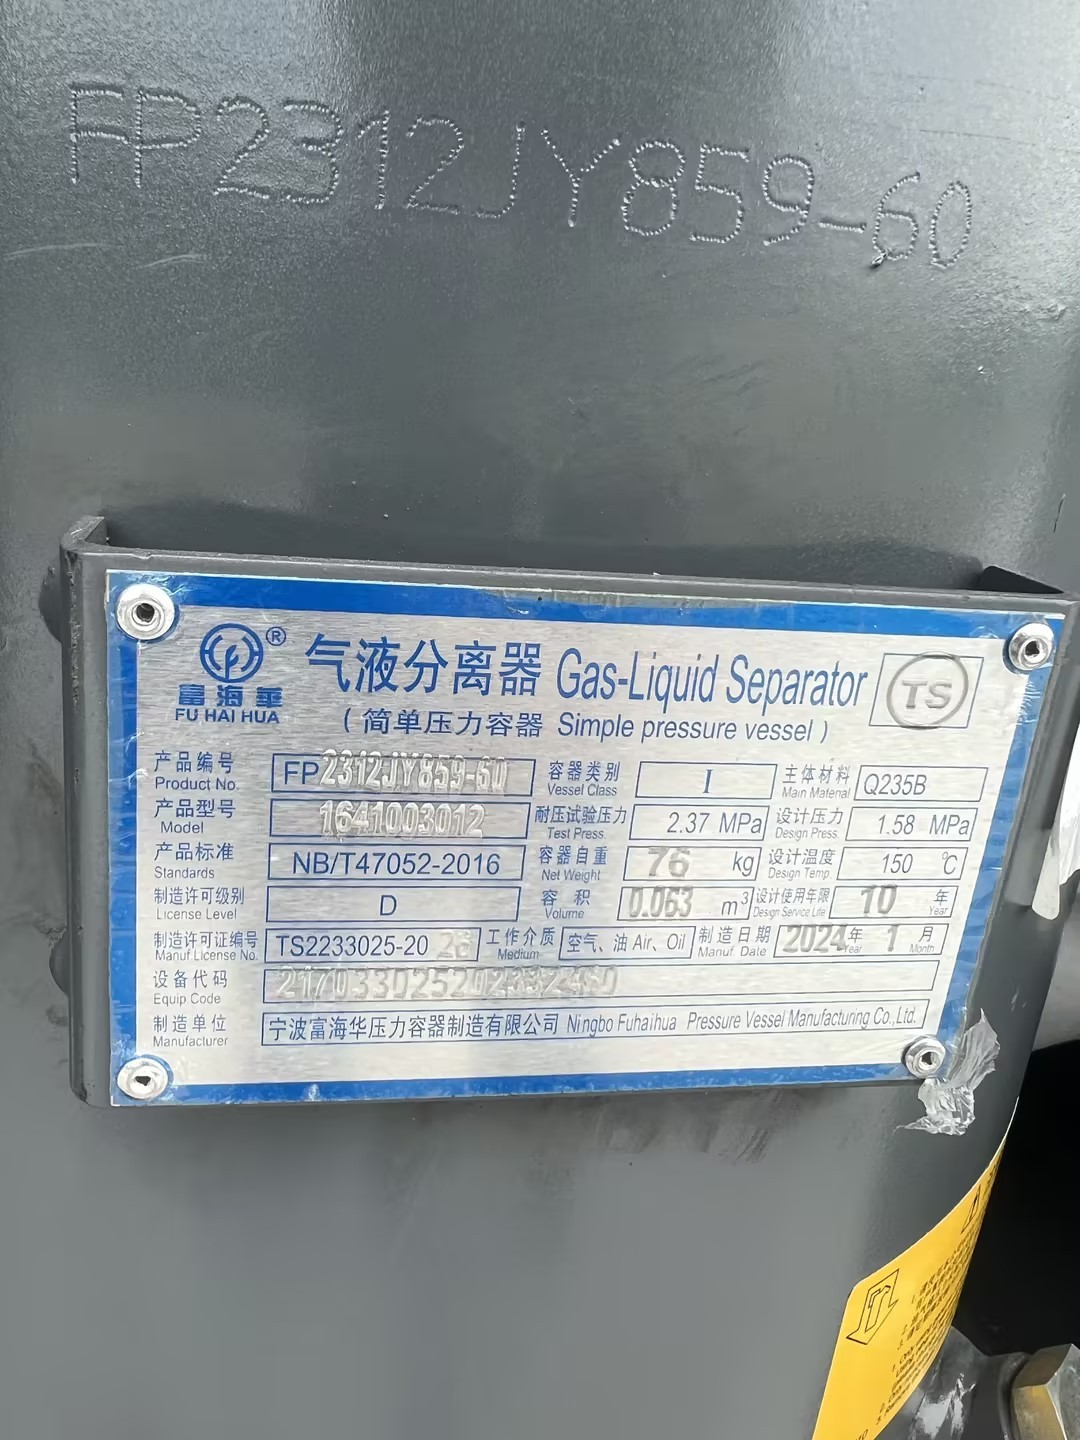 FP2312JY859-60
富海华®
FU HAI HUA
气液分离器 Gas-Liquid Separator TS
(简单压力容器 Simple pressure vessel)
产品编号 Product No. FP2312JY859-60 容器类别 Vessel Class I 主体材料 Main Material Q235B
产品型号 Model 1641003012 耐压试验压力 Test Press. 2.37 MPa 设计压力 Design Press. 1.58 MPa
产品标准 Standards NB/T47052-2016 容器自重 Net Weight 76 kg 设计温度 Design Temp. 150 ℃
制造许可级别 License Level D 容积 Volume 0.063 m³ 设计使用年限 Design Service Life 10 年 Year
制造许可证编号 Manuf.License No. TS2233025-2026 工作介质 Medium 空气、油 Air、Oil 制造日期 Manuf. Date 2024年 Year 1月 Month
设备代码 Equip Code
制造单位 Manufacturer 宁波富海华压力容器制造有限公司 Ningbo Fuhaihua Pressure Vessel Manufacturing Co.,Ltd.